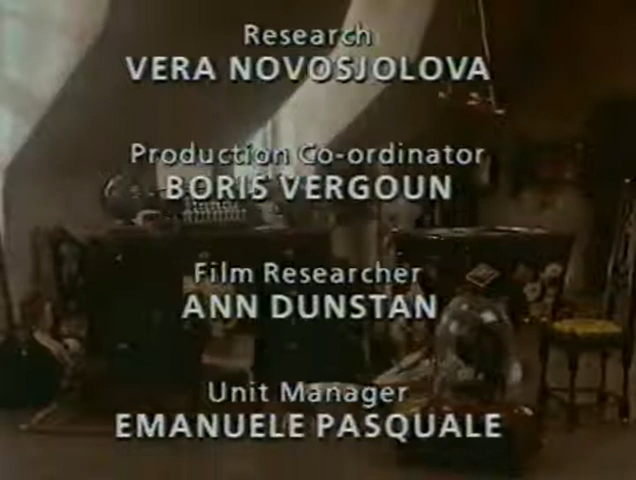 Research
VERA NOVOSJOLOVA
Production Co-ordinator
BORIS VERGOUN
Film Researcher
ANN DUNSTAN
Unit Manager
EMANUELE PASQUALE